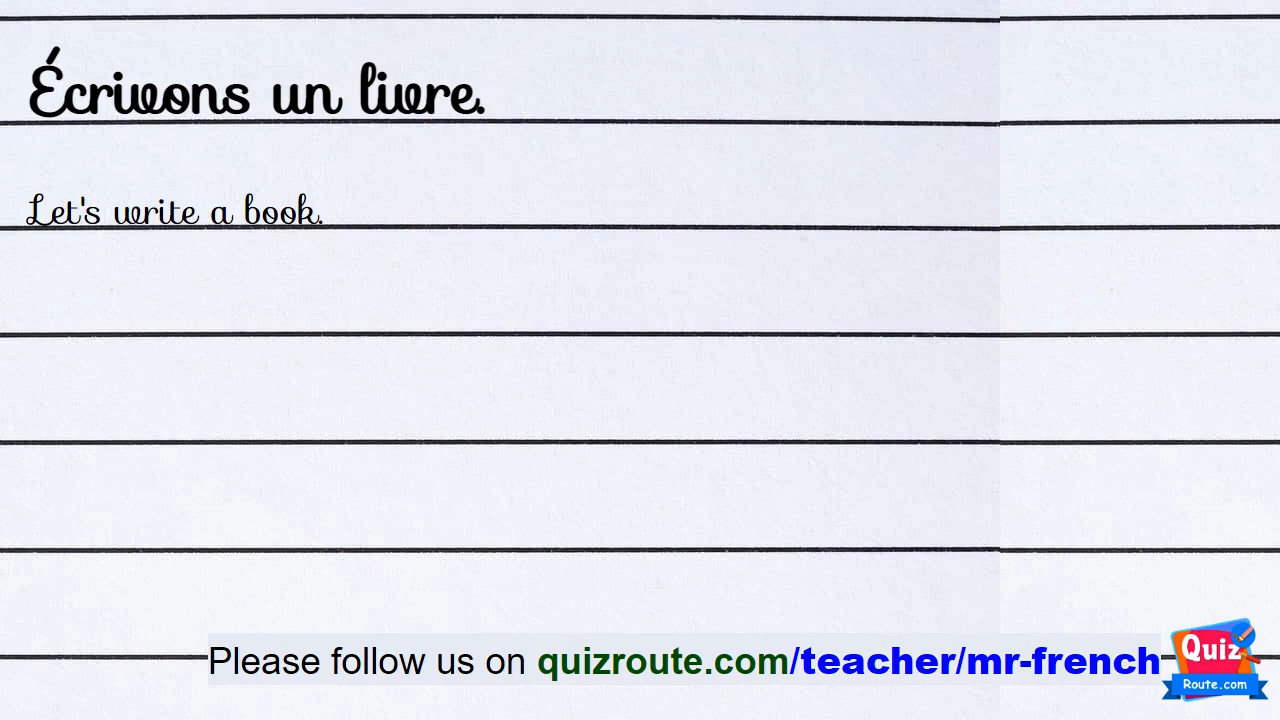 Écrivons un livre.
Let's write a book.
Please follow us on quizroute.com/teacher/mr-french
Quiz
Route.com